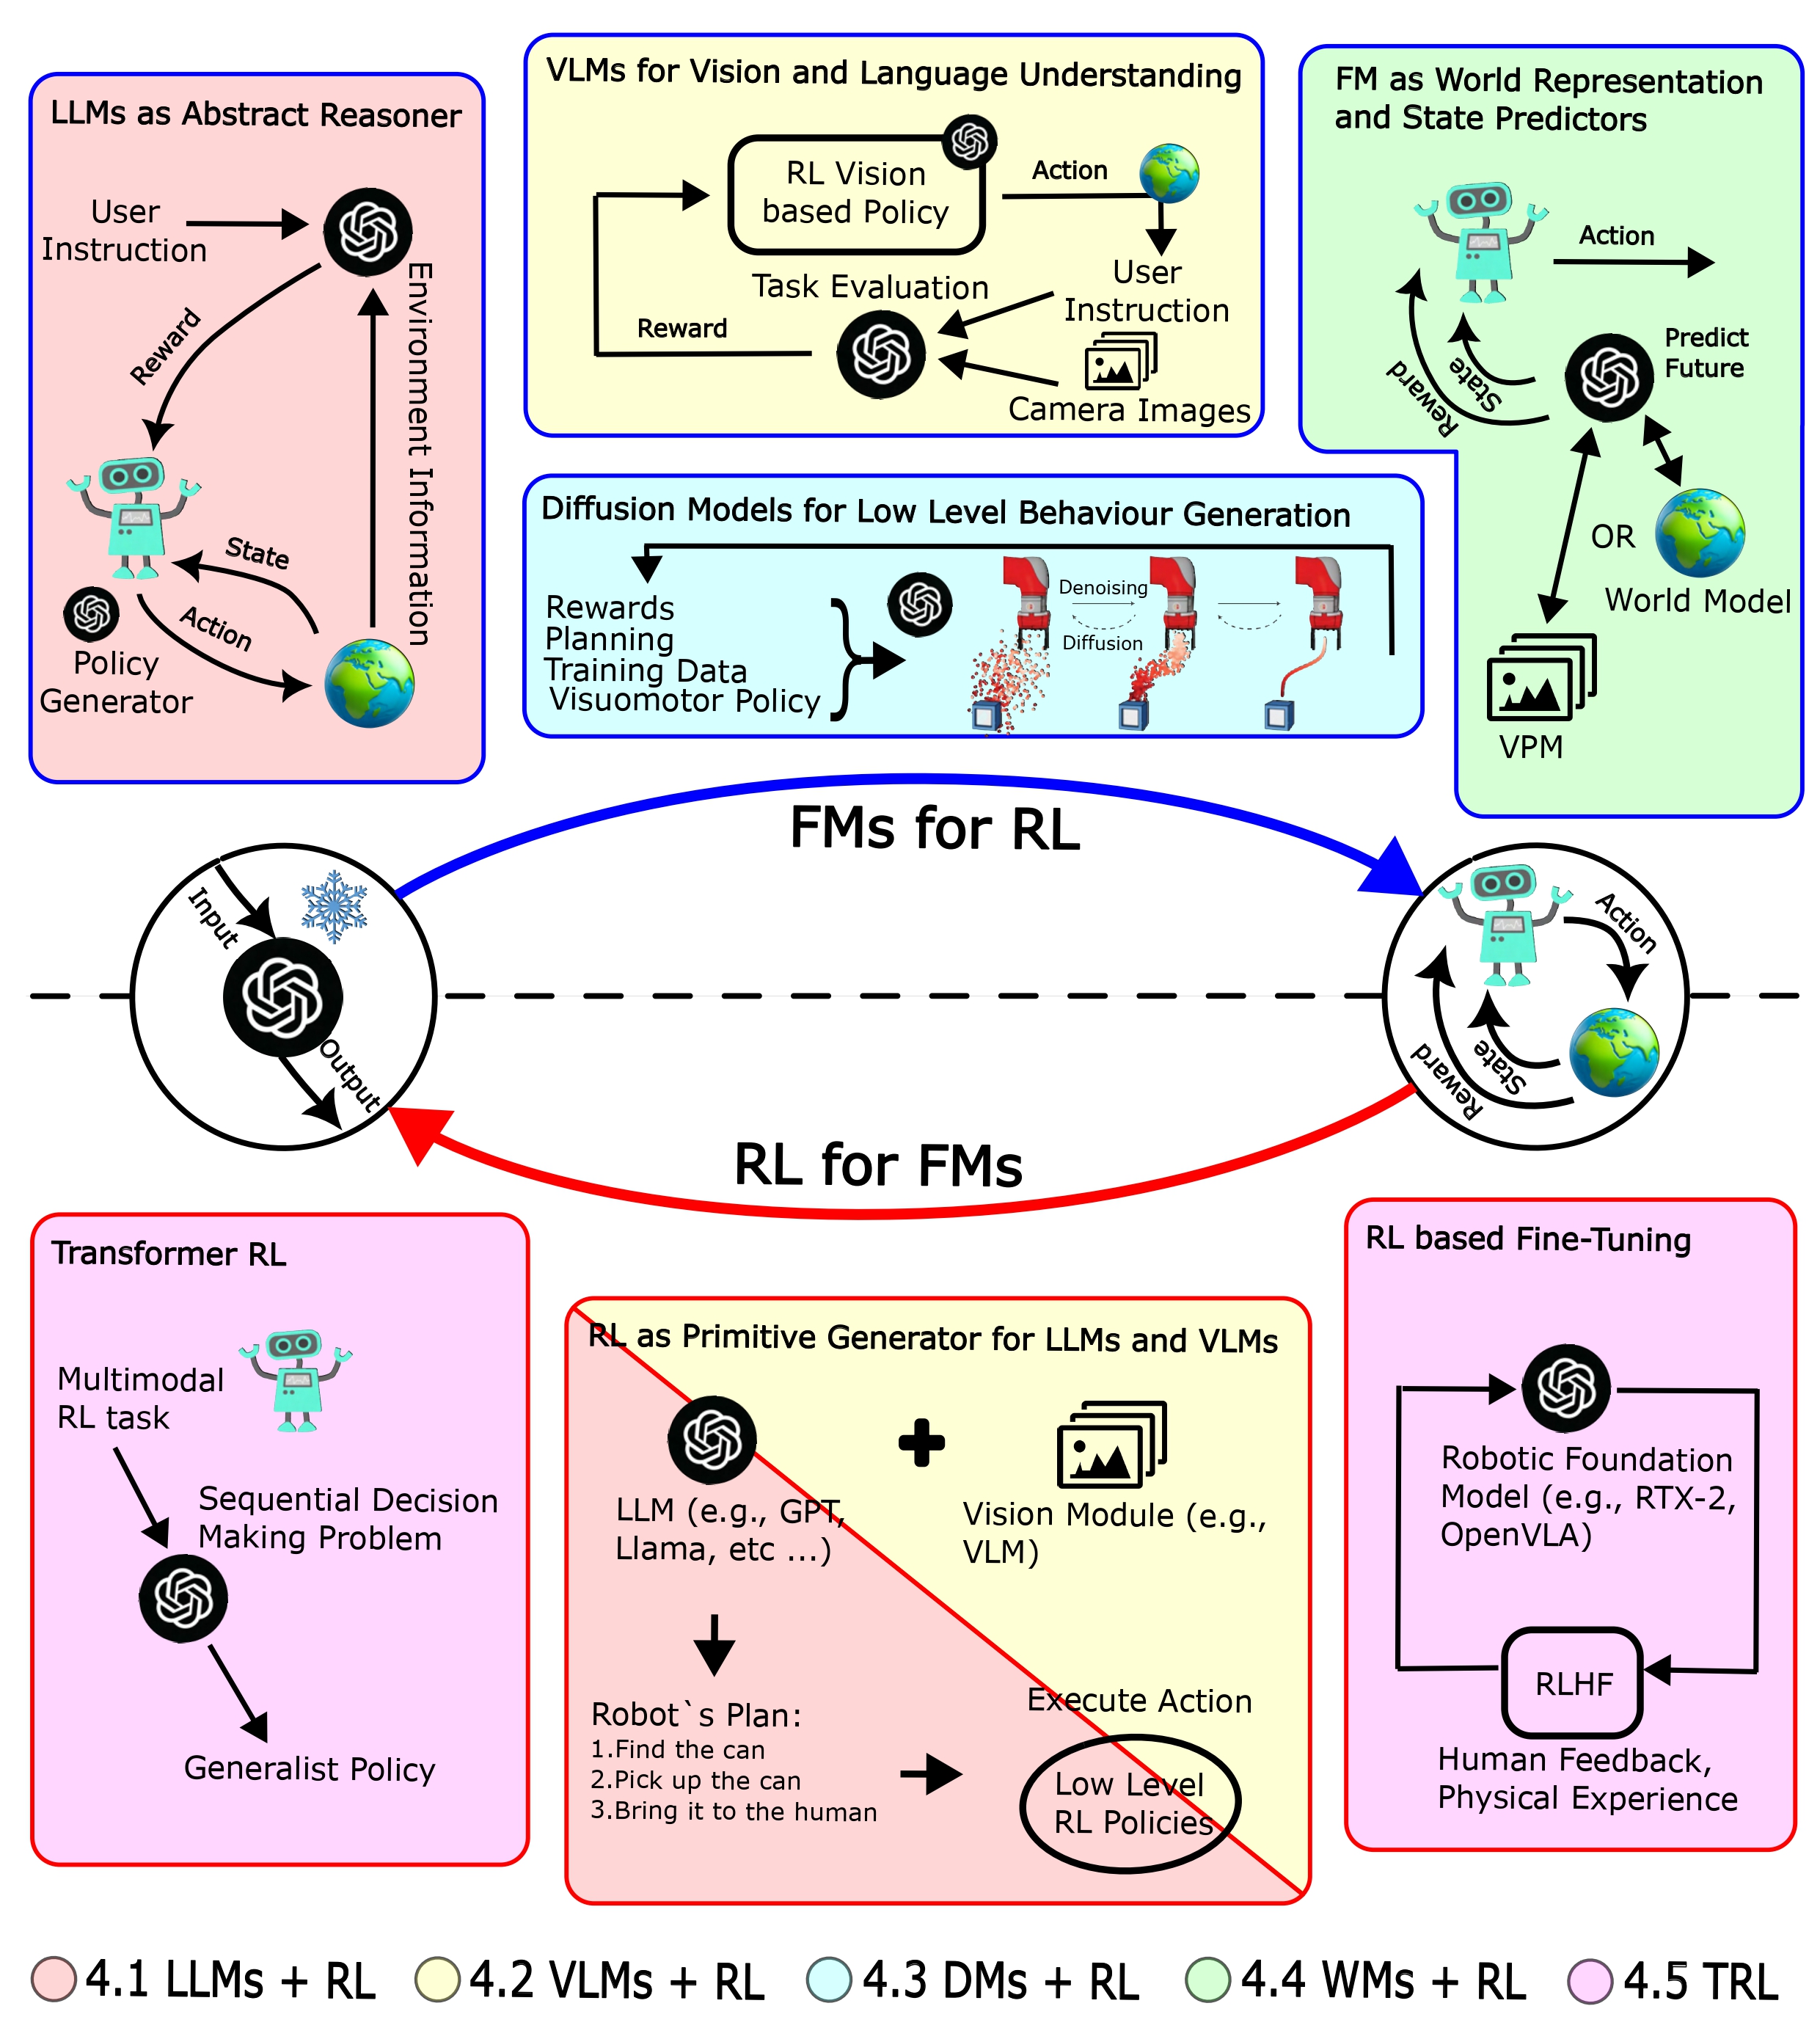 LLMs as Abstract Reasoner
User
Instruction
Reward
Environment Information
State
Action
Policy
Generator
VLMs for Vision and Language Understanding
RL Vision
based Policy
Action
Task Evaluation
User
Instruction
Reward
Camera Images
FM as World Representation
and State Predictors
Action
Predict
Future
State
Reward
OR
World Model
VPM
Diffusion Models for Low Level Behaviour Generation
Rewards
Planning
Training Data
Visuomotor Policy
Denoising
Diffusion
FMs for RL
Input
Output
Action
State
Reward
RL for FMs
Transformer RL
Multimodal
RL task
Sequential Decision
Making Problem
Generalist Policy
RL as Primitive Generator for LLMs and VLMs
LLM (e.g., GPT,
Llama, etc ...)
Vision Module (e.g.,
VLM)
Robot`s Plan:
1.Find the can
2.Pick up the can
3.Bring it to the human
Execute Action
Low Level
RL Policies
RL based Fine-Tuning
Robotic Foundation
Model (e.g., RTX-2,
OpenVLA)
RLHF
Human Feedback,
Physical Experience
4.1 LLMs + RL
4.2 VLMs + RL
4.3 DMs + RL
4.4 WMs + RL
4.5 TRL